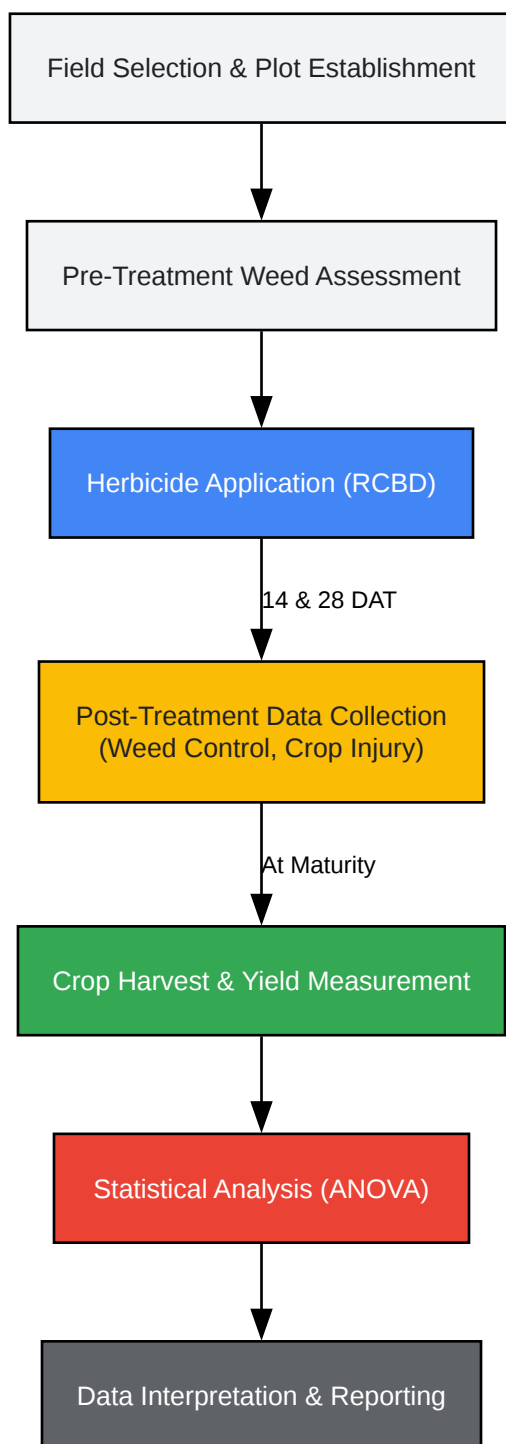 Field Selection & Plot Establishment
Pre-Treatment Weed Assessment
Herbicide Application (RCBD)
14 & 28 DAT
Post-Treatment Data Collection
(Weed Control, Crop Injury)
At Maturity
Crop Harvest & Yield Measurement
Statistical Analysis (ANOVA)
Data Interpretation & Reporting